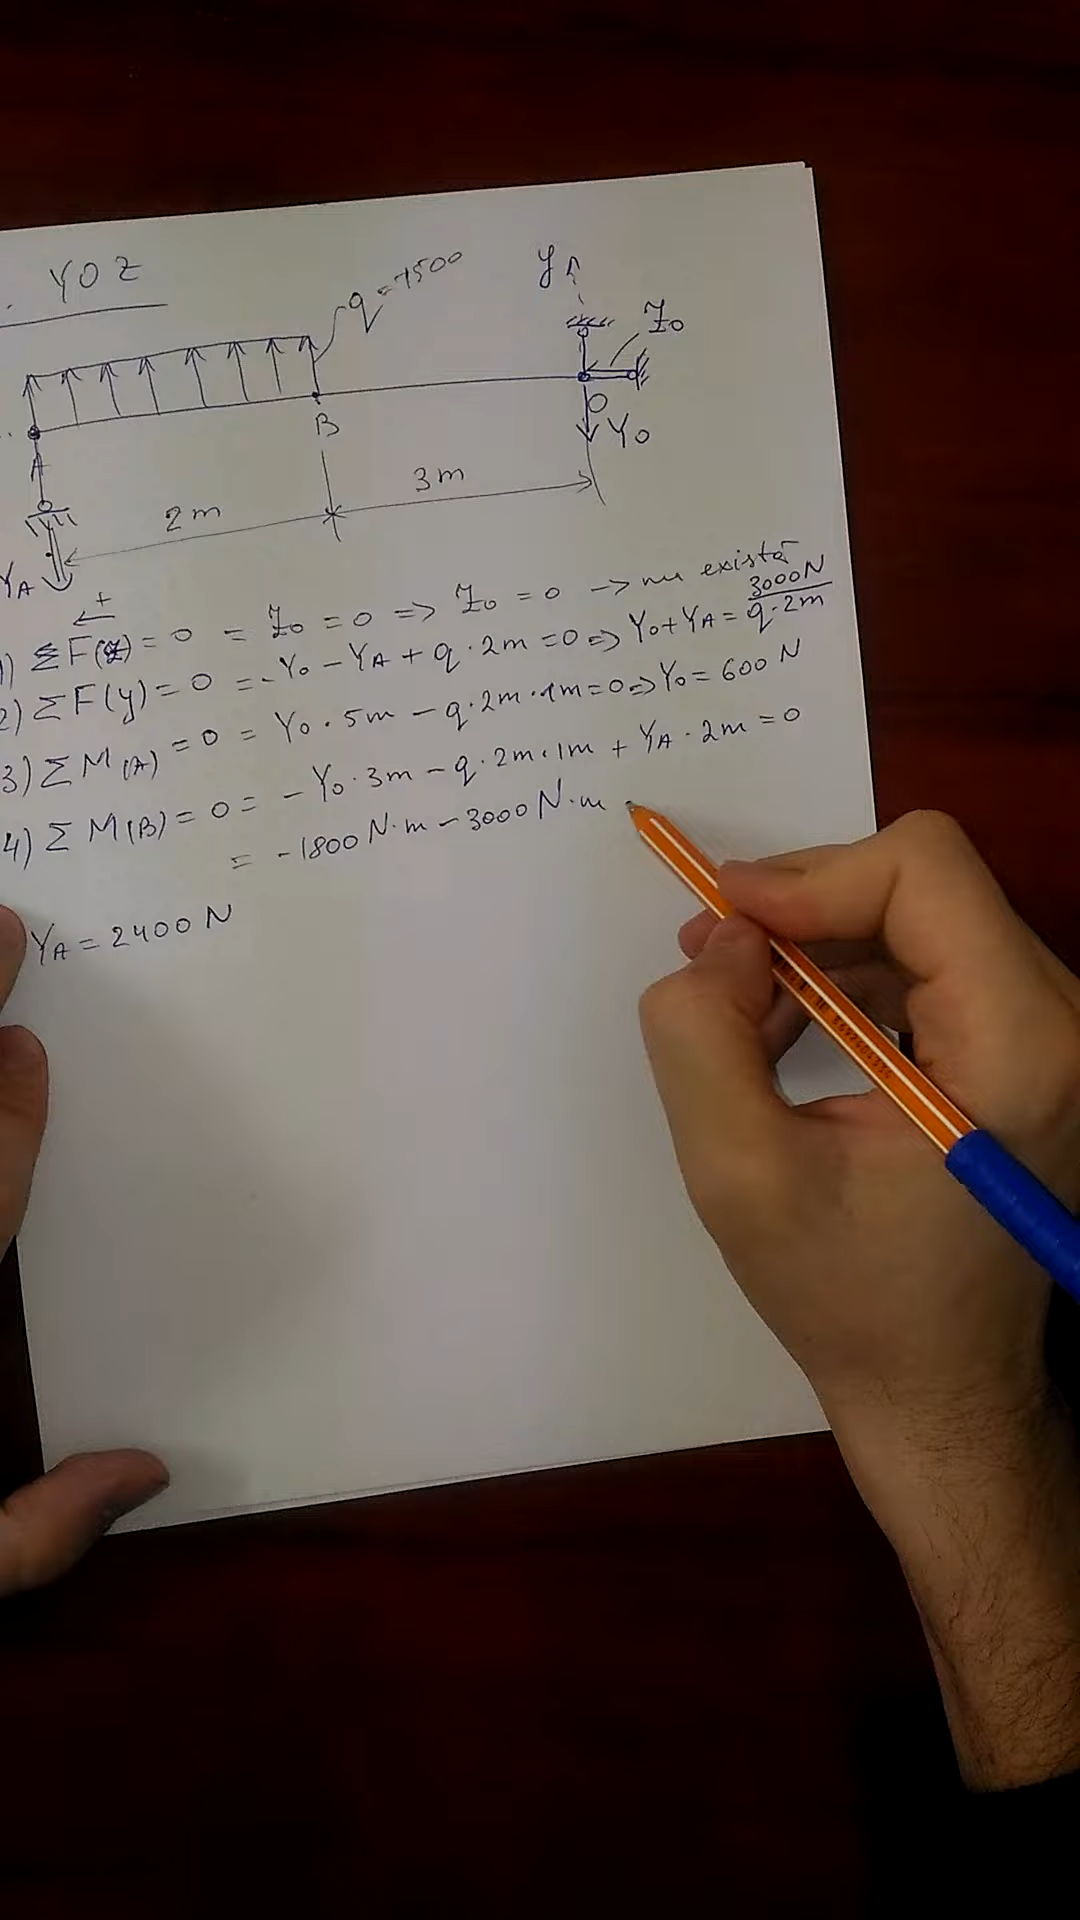 YOZ
q=1500
y
Zo
O
Yo
B
A
3m
2m
YA
+
1) ΣF(z) = 0 = Zo = 0 => Zo = 0 -> nu există
2) ΣF(y) = 0 = -Yo - YA + q·2m = 0 => Yo+YA = q·2m
3000N
3) ΣM(A) = 0 = Yo·5m - q·2m·1m = 0 => Yo = 600 N
4) ΣM(B) = 0 = -Yo·3m - q·2m·1m + YA·2m = 0
= -1800 N·m - 3000 N·m
YA = 2400 N